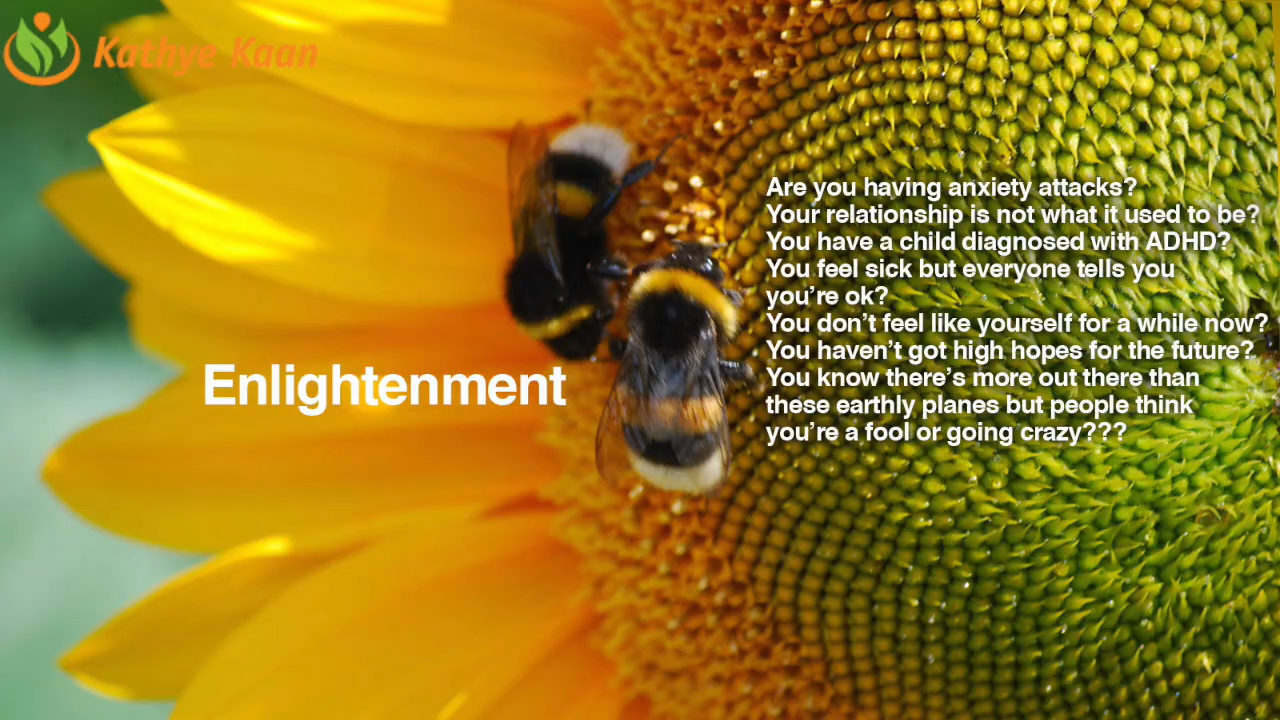 Kathye Kaan
Enlightenment
Are you having anxiety attacks?
Your relationship is not what it used to be?
You have a child diagnosed with ADHD?
You feel sick but everyone tells you
you’re ok?
You don’t feel like yourself for a while now?
You haven’t got high hopes for the future?
You know there’s more out there than
these earthly planes but people think
you’re a fool or going crazy???